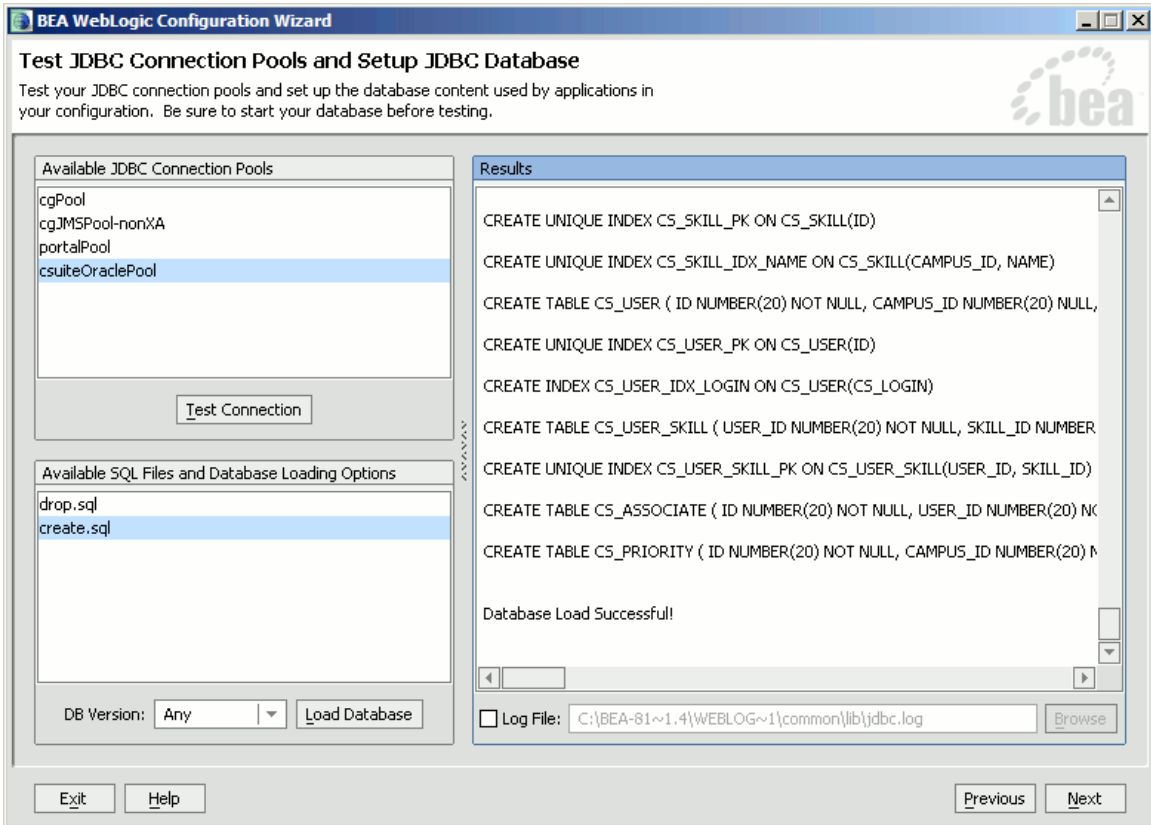 BEA WebLogic Configuration Wizard
Test JDBC Connection Pools and Setup JDBC Database
Test your JDBC connection pools and set up the database content used by applications in
your configuration. Be sure to start your database before testing.
bea
Available JDBC Connection Pools
cgPool
cgJMSPool-nonXA
portalPool
csuiteOraclePool
Test Connection
Available SQL Files and Database Loading Options
drop.sql
create.sql
DB Version: Any Load Database
Results
CREATE UNIQUE INDEX CS_SKILL_PK ON CS_SKILL(ID)
CREATE UNIQUE INDEX CS_SKILL_IDX_NAME ON CS_SKILL(CAMPUS_ID, NAME)
CREATE TABLE CS_USER ( ID NUMBER(20) NOT NULL, CAMPUS_ID NUMBER(20) NULL,
CREATE UNIQUE INDEX CS_USER_PK ON CS_USER(ID)
CREATE INDEX CS_USER_IDX_LOGIN ON CS_USER(CS_LOGIN)
CREATE TABLE CS_USER_SKILL ( USER_ID NUMBER(20) NOT NULL, SKILL_ID NUMBER
CREATE UNIQUE INDEX CS_USER_SKILL_PK ON CS_USER_SKILL(USER_ID, SKILL_ID)
CREATE TABLE CS_ASSOCIATE ( ID NUMBER(20) NOT NULL, USER_ID NUMBER(20)
CREATE TABLE CS_PRIORITY ( ID NUMBER(20) NOT NULL, CAMPUS_ID NUMBER(20)
Database Load Successful!
Log File: C:\BEA-81~1.4\WEBLOG~1\common\lib\jdbc.log Browse
Exit Help Previous Next